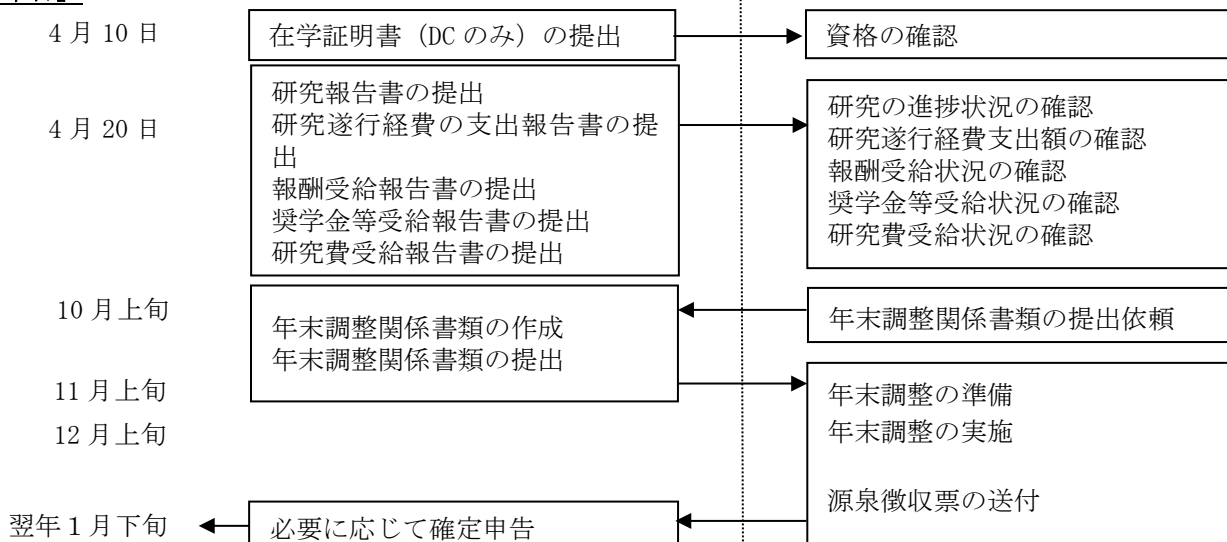 4月10日
在学証明書（DCのみ）の提出
資格の確認
4月20日
研究報告書の提出
研究遂行経費の支出報告書の提
出
報酬受給報告書の提出
奨学金等受給報告書の提出
研究費受給報告書の提出
研究の進捗状況の確認
研究遂行経費支出額の確認
報酬受給状況の確認
奨学金等受給状況の確認
研究費受給状況の確認
10月上旬
年末調整関係書類の作成
年末調整関係書類の提出
年末調整関係書類の提出依頼
11月上旬
12月上旬
年末調整の準備
年末調整の実施
源泉徴収票の送付
翌年1月下旬
必要に応じて確定申告